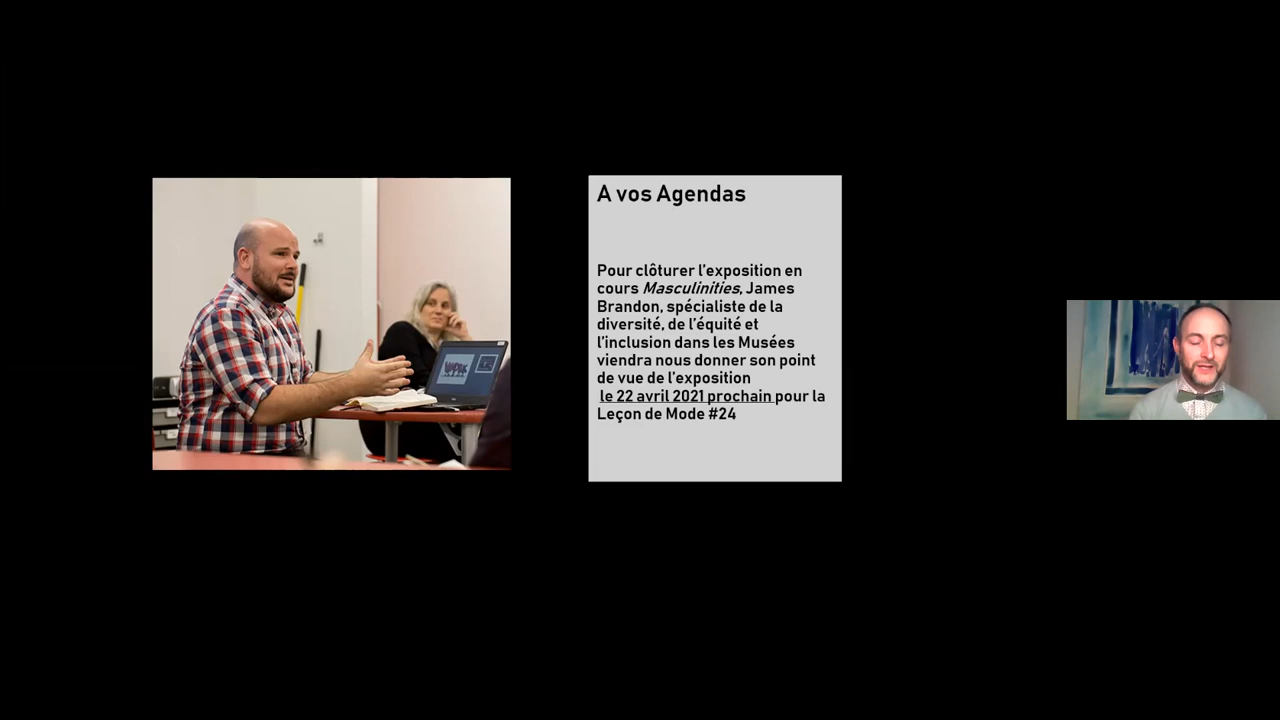 A vos Agendas
Pour clôturer l'exposition en
cours Masculinities, James
Brandon, spécialiste de la
diversité, de l'équité et
l'inclusion dans les Musées
viendra nous donner son point
de vue de l'exposition
le 22 avril 2021 prochain pour la
Leçon de Mode #24